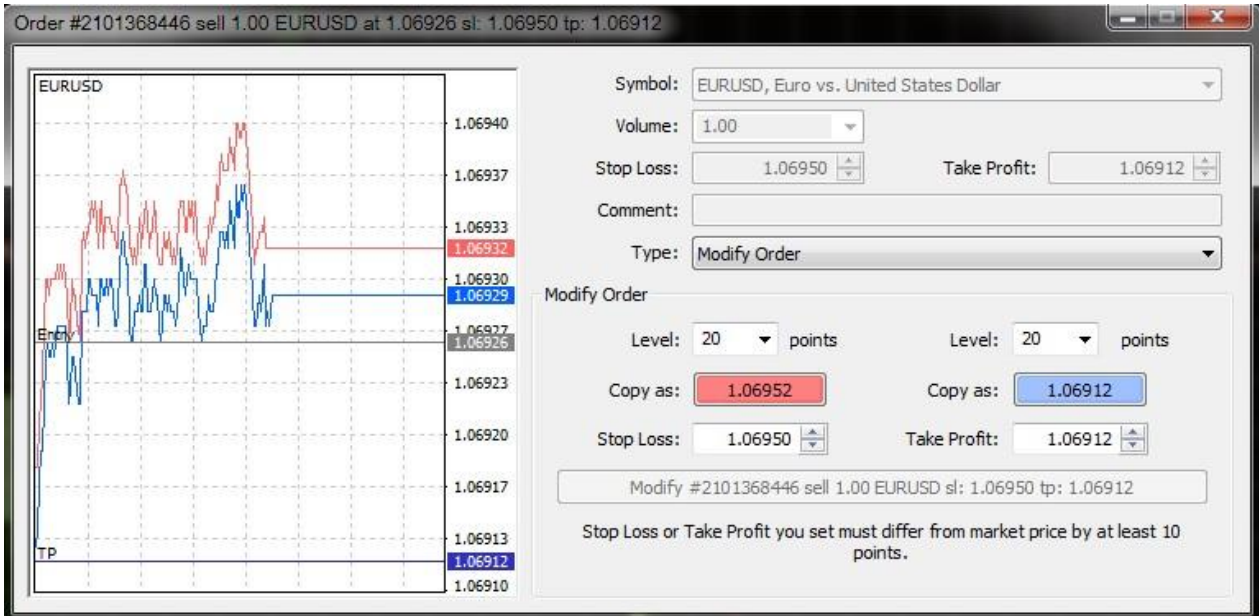 Order #2101368446 sell 1.00 EURUSD at 1.06926 sl: 1.06950 tp: 1.06912
EURUSD
1.06940
1.06937
1.06933
1.06932
1.06930
1.06929
1.06927
Entry
1.06926
1.06923
1.06920
1.06917
1.06913
TP
1.06912
1.06910
Symbol: EURUSD, Euro vs. United States Dollar
Volume: 1.00
Stop Loss: 1.06950 Take Profit: 1.06912
Comment:
Type: Modify Order
Modify Order
Level: 20 points Level: 20 points
Copy as: 1.06952 Copy as: 1.06912
Stop Loss: 1.06950 Take Profit: 1.06912
Modify #2101368446 sell 1.00 EURUSD sl: 1.06950 tp: 1.06912
Stop Loss or Take Profit you set must differ from market price by at least 10
points.